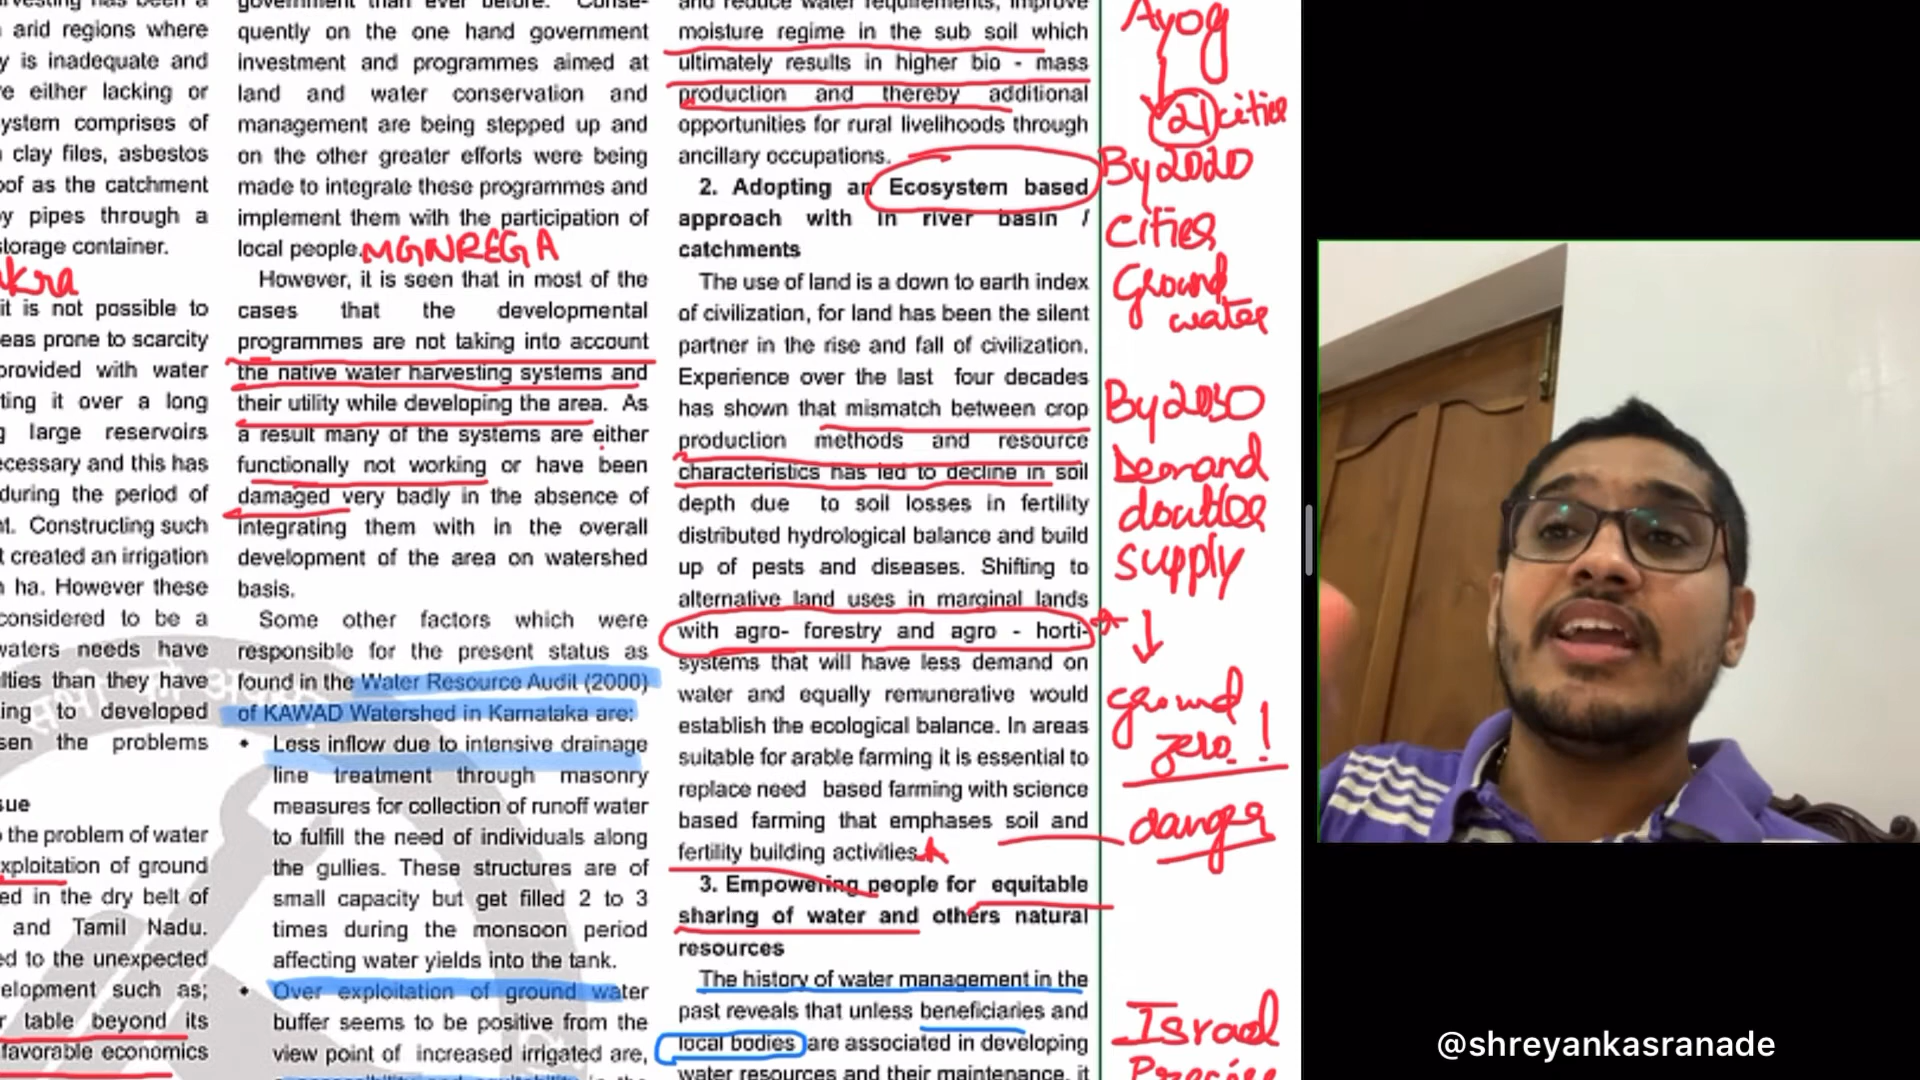 arid regions where
is inadequate and
either lacking or
system comprises of
clay files, asbestos
as the catchment
pipes through a
storage container.
it is not possible to
prone to scarcity
provided with water
it over a long
large reservoirs
and this has
during the period of
Constructing such
created an irrigation
ha. However these
considered to be a
waters needs have
than they have
to developed
the problems
the problem of water
exploitation of ground
in the dry belt of
and Tamil Nadu.
to the unexpected
such as;
table beyond its
favorable economics
government than ever before. Conse-
quently on the one hand government
investment and programmes aimed at
land and water conservation and
management are being stepped up and
on the other greater efforts were being
made to integrate these programmes and
implement them with the participation of
local people. MGNREGA
However, it is seen that in most of the
cases that the developmental
programmes are not taking into account
the native water harvesting systems and
their utility while developing the area. As
a result many of the systems are either
functionally not working or have been
damaged very badly in the absence of
integrating them with in the overall
development of the area on watershed
basis.
Some other factors which were
responsible for the present status as
found in the Water Resource Audit (2000)
of KAWAD Watershed in Karnataka are:
• Less inflow due to intensive drainage
line treatment through masonry
measures for collection of runoff water
to fulfill the need of individuals along
the gullies. These structures are of
small capacity but get filled 2 to 3
times during the monsoon period
affecting water yields into the tank.
• Over exploitation of ground water
buffer seems to be positive from the
view point of increased irrigated are,
and reduce water requirements, improve
moisture regime in the sub soil which
ultimately results in higher bio - mass
production and thereby additional
opportunities for rural livelihoods through
ancillary occupations.
2. Adopting an Ecosystem based
approach with in river basin /
catchments
The use of land is a down to earth index
of civilization, for land has been the silent
partner in the rise and fall of civilization.
Experience over the last four decades
has shown that mismatch between crop
production methods and resource
characteristics has led to decline in soil
depth due to soil losses in fertility
distributed hydrological balance and build
up of pests and diseases. Shifting to
alternative land uses in marginal lands
with agro- forestry and agro - horti-
systems that will have less demand on
water and equally remunerative would
establish the ecological balance. In areas
suitable for arable farming it is essential to
replace need based farming with science
based farming that emphases soil and
fertility building activities.
3. Empowering people for equitable
sharing of water and others natural
resources
The history of water management in the
past reveals that unless beneficiaries and
local bodies are associated in developing
water resources and their maintenance, it
Ayog
21 cities
By 2020
cities
Ground
water
By 2030
Demand
doubles
supply
ground
zero!
danger
Israel
@shreyankasranade